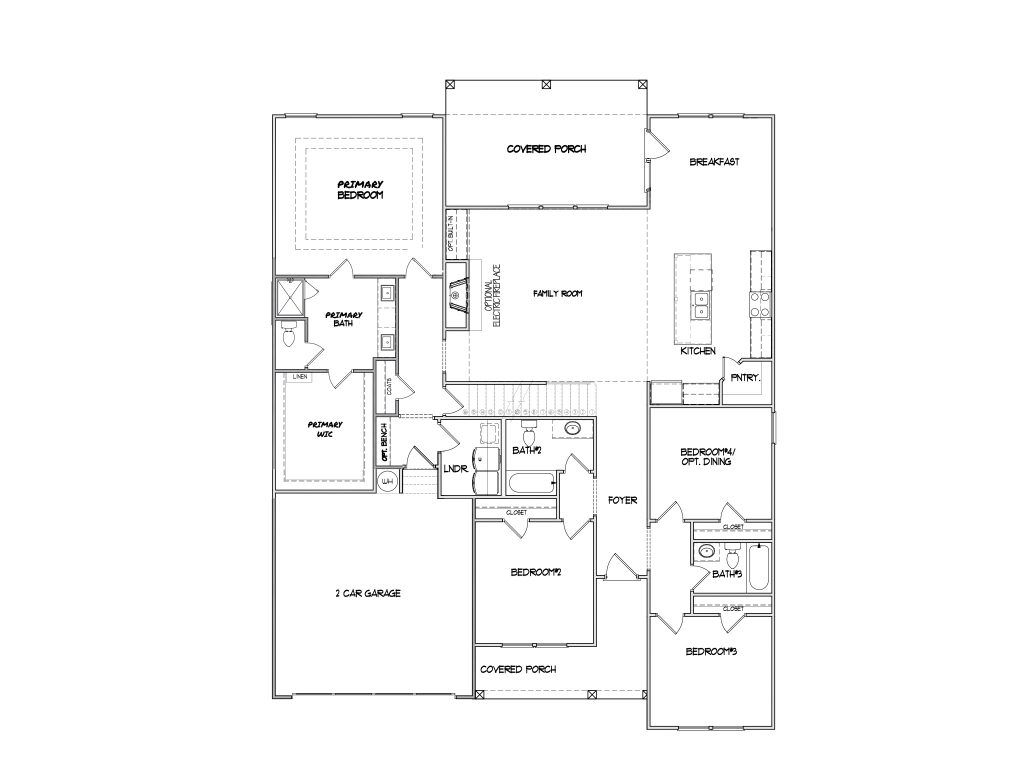 COVERED PORCH
BREAKFAST
PRIMARY
BEDROOM
OPT. BUILT-IN
OPTIONAL
ELECTRIC FIREPLACE
FAMILY ROOM
PRIMARY
BATH
KITCHEN
LINEN
COATS
PNTRY.
PRIMARY
WIC
OPT. BENCH
BATH#2
LNDR.
WH
BEDROOM#4/
OPT. DINING
FOYER
CLOSET
CLOSET
BEDROOM#2
BATH#3
2 CAR GARAGE
CLOSET
BEDROOM#3
COVERED PORCH